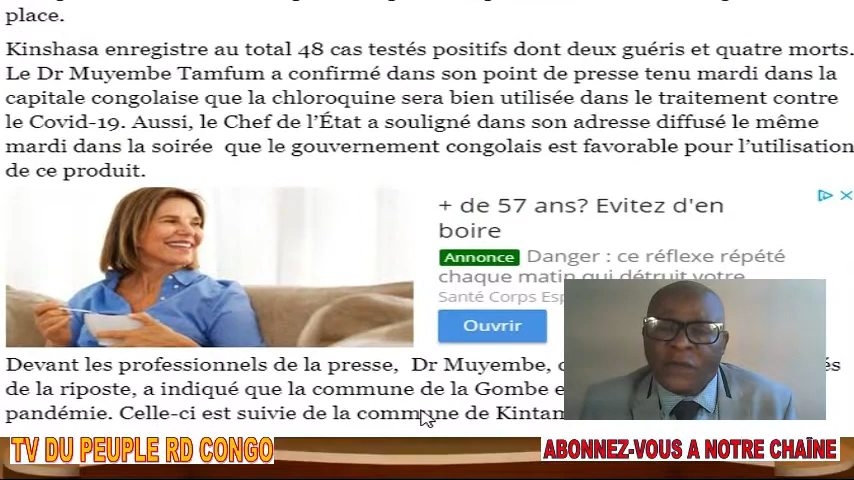 place.
Kinshasa enregistre au total 48 cas testés positifs dont deux guéris et quatre morts.
Le Dr Muyembe Tamfum a confirmé dans son point de presse tenu mardi dans la
capitale congolaise que la chloroquine sera bien utilisée dans le traitement contre
le Covid-19. Aussi, le Chef de l'État a souligné dans son adresse diffusé le même
mardi dans la soirée que le gouvernement congolais est favorable pour l'utilisation
de ce produit.
+ de 57 ans? Evitez d'en
boire
Annonce Danger : ce réflexe répété
chaque matin qui détruit votre
Santé Corps
Ouvrir
Devant les professionnels de la presse, Dr Muyembe,
de la riposte, a indiqué que la commune de la Gombe
pandémie. Celle-ci est suivie de la commune de
TV DU PEUPLE RD CONGO
ABONNEZ-VOUS A NOTRE CHAÎNE